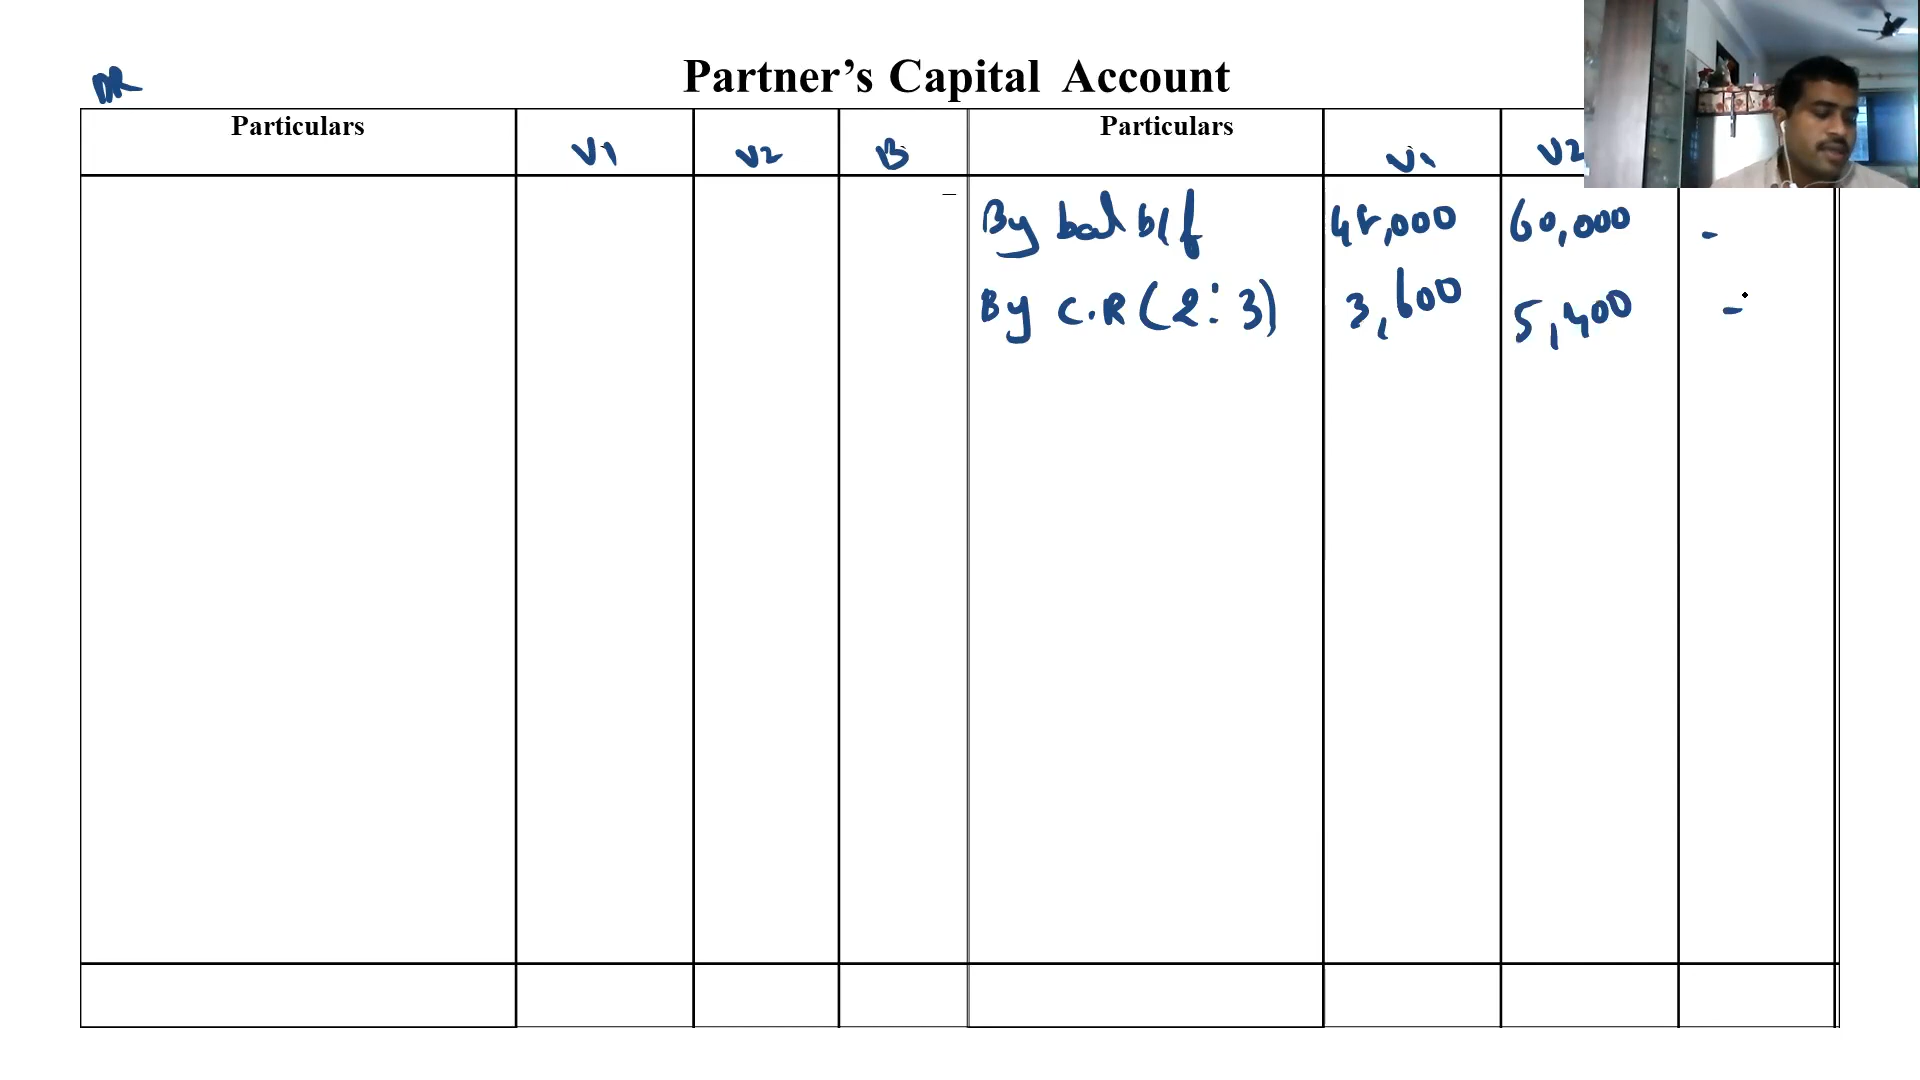 Partner's Capital Account
DR
Particulars V1 V2 B Particulars V1 V2
By bal b/f 48,000 60,000 -
By C.R (2:3) 3,600 5,400 -